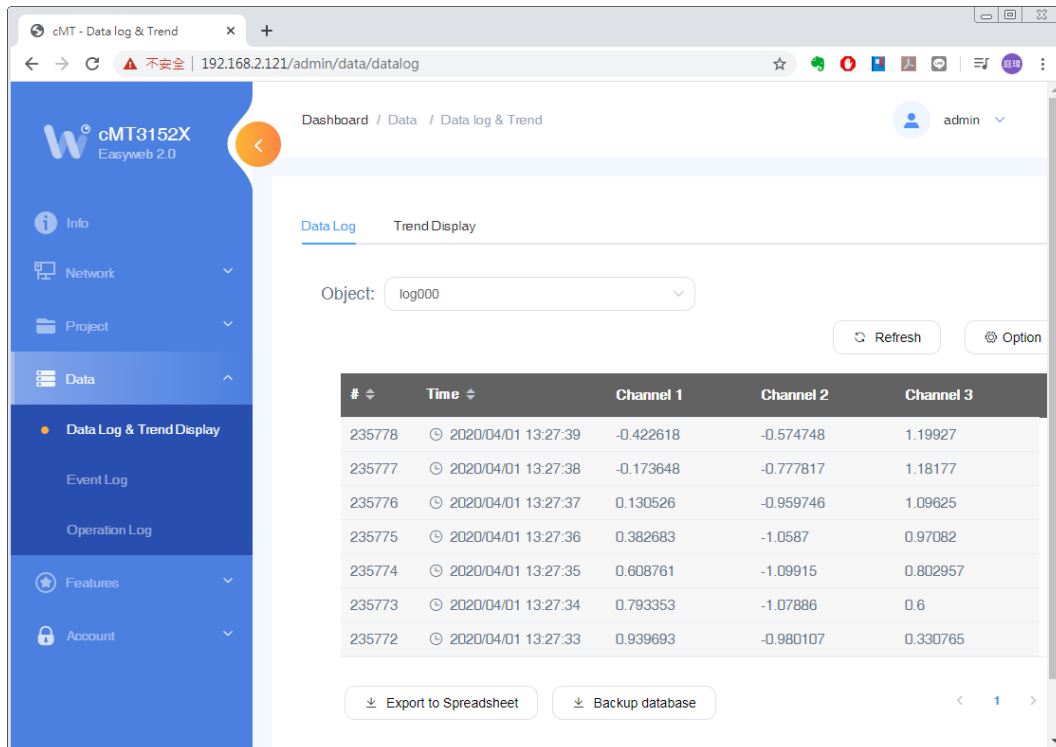 cMT - Data log & Trend
不安全 192.168.2.121/admin/data/datalog
cMT3152X
Easyweb 2.0
Dashboard / Data / Data log & Trend
admin
Info
Network
Project
Data
Data Log & Trend Display
Event Log
Operation Log
Features
Account
Data Log Trend Display
Object: log000
Refresh Option
# Time Channel 1 Channel 2 Channel 3
235778 2020/04/01 13:27:39 -0.422618 -0.574748 1.19927
235777 2020/04/01 13:27:38 -0.173648 -0.777817 1.18177
235776 2020/04/01 13:27:37 0.130526 -0.959746 1.09625
235775 2020/04/01 13:27:36 0.382683 -1.0587 0.97082
235774 2020/04/01 13:27:35 0.608761 -1.09915 0.802957
235773 2020/04/01 13:27:34 0.793353 -1.07886 0.6
235772 2020/04/01 13:27:33 0.939693 -0.980107 0.330765
Export to Spreadsheet Backup database
1